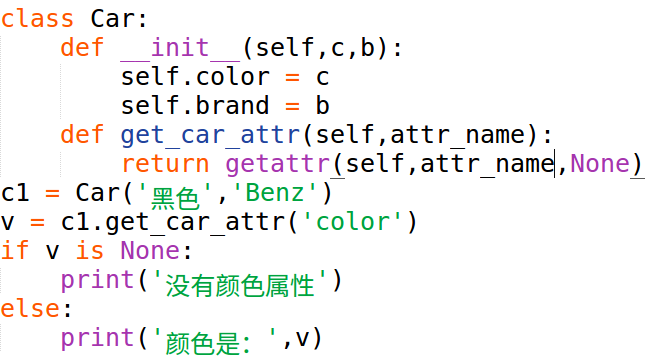 class Car:
    def __init__(self,c,b):
        self.color = c
        self.brand = b
    def get_car_attr(self,attr_name):
        return getattr(self,attr_name,None)
c1 = Car('黑色','Benz')
v = c1.get_car_attr('color')
if v is None:
    print('没有颜色属性')
else:
    print('颜色是：',v)